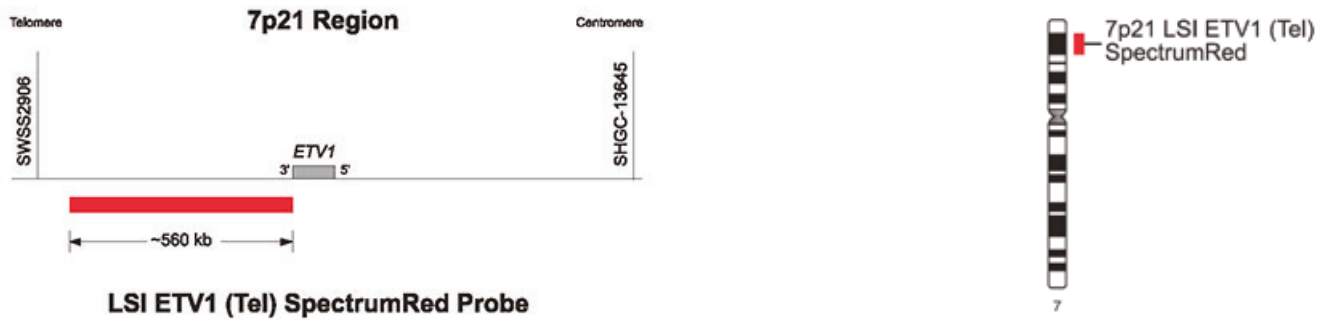 Telomere
7p21 Region
Centromere
SWSS2906
SHGC-13645
ETV1
3'
5'
~560 kb
LSI ETV1 (Tel) SpectrumRed Probe
7p21 LSI ETV1 (Tel)
SpectrumRed
7